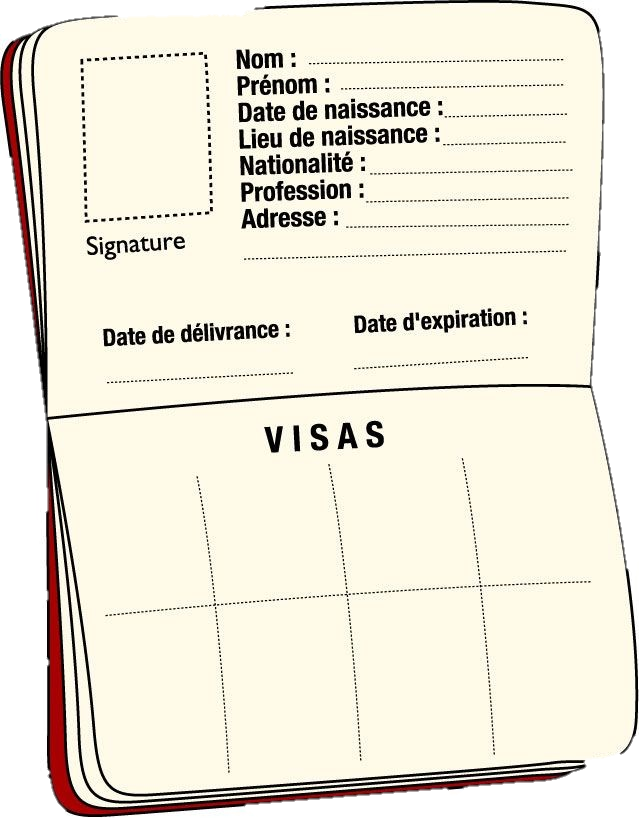 Nom :
Prénom :
Date de naissance :
Lieu de naissance :
Nationalité :
Profession :
Adresse :
Signature
Date de délivrance :
Date d'expiration :
VISAS